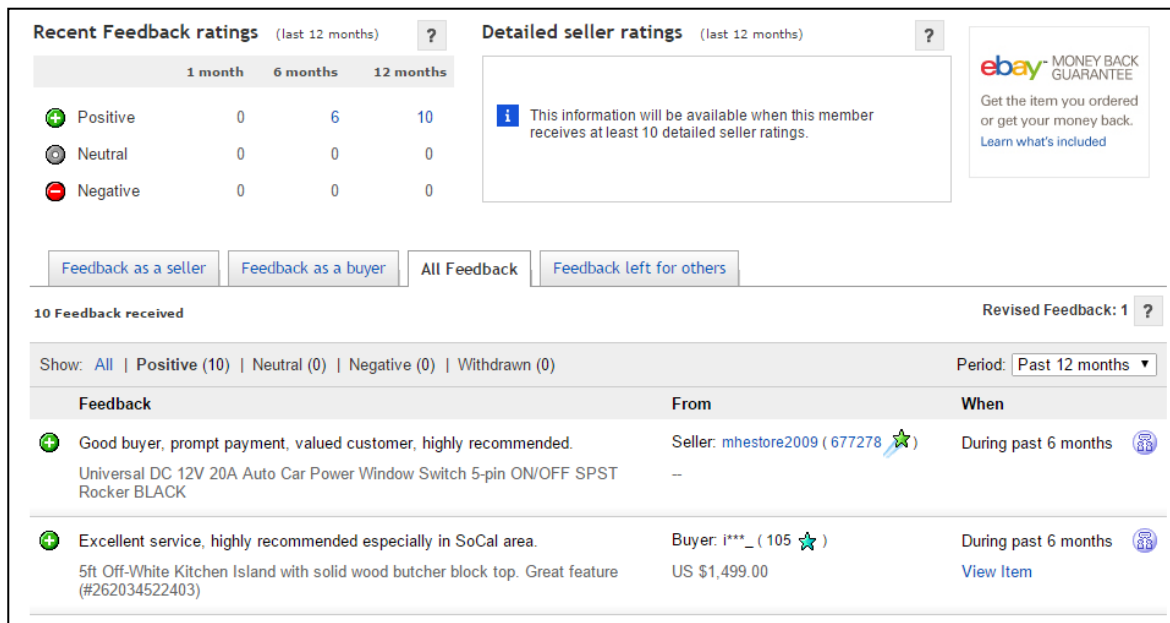 Recent Feedback ratings (last 12 months) ?
1 month 6 months 12 months
Positive 0 6 10
Neutral 0 0 0
Negative 0 0 0
Detailed seller ratings (last 12 months) ?
i This information will be available when this member
receives at least 10 detailed seller ratings.
ebay MONEY BACK
GUARANTEE
Get the item you ordered
or get your money back.
Learn what's included
Feedback as a seller Feedback as a buyer All Feedback Feedback left for others
10 Feedback received Revised Feedback: 1 ?
Show: All | Positive (10) | Neutral (0) | Negative (0) | Withdrawn (0) Period: Past 12 months
Feedback From When
Good buyer, prompt payment, valued customer, highly recommended. Seller: mhestore2009 ( 677278 ) During past 6 months
Universal DC 12V 20A Auto Car Power Window Switch 5-pin ON/OFF SPST --
Rocker BLACK
Excellent service, highly recommended especially in SoCal area. Buyer: i***_ ( 105 ) During past 6 months
5ft Off-White Kitchen Island with solid wood butcher block top. Great feature US $1,499.00 View Item
(#262034522403)